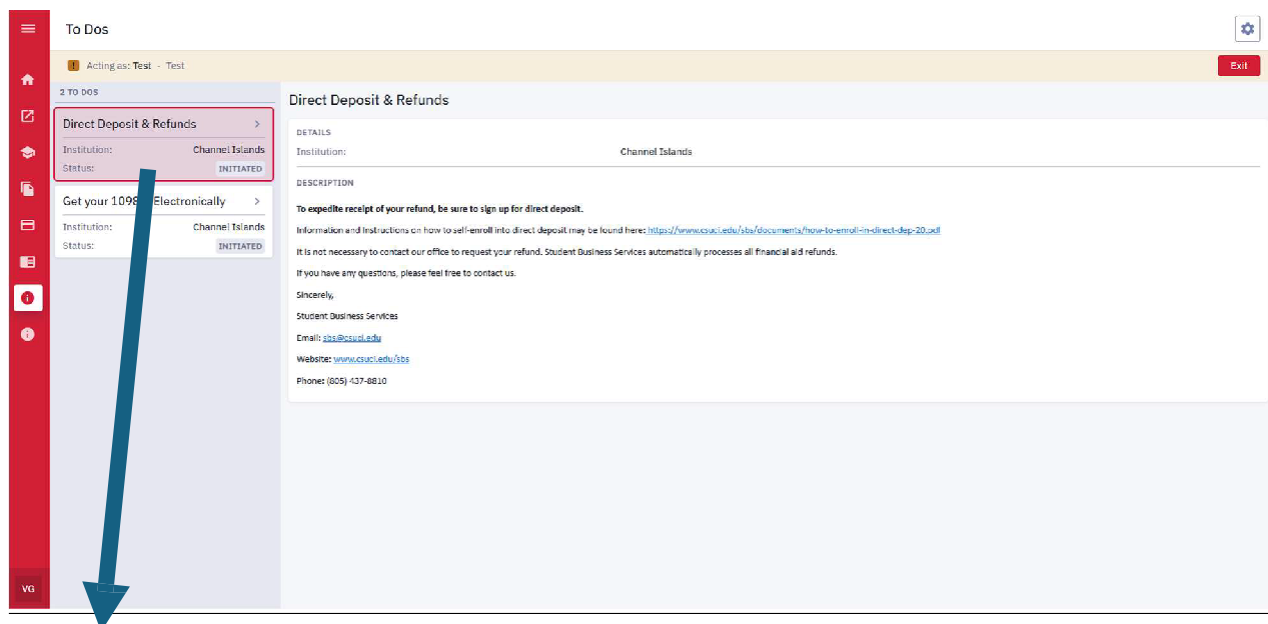 To Dos
Acting as: Test - Test
Exit
2 TO DOS
Direct Deposit & Refunds
Institution: Channel Islands
Status: INITIATED
Get your 1098 Electronically
Institution: Channel Islands
Status: INITIATED
Direct Deposit & Refunds
DETAILS
Institution: Channel Islands
DESCRIPTION
To expedite receipt of your refund, be sure to sign up for direct deposit.
Information and Instructions on how to self-enroll into direct deposit may be found here: https://www.csuci.edu/sbs/documents/how-to-enroll-in-direct-dep-20.pdf
It is not necessary to contact our office to request your refund. Student Business Services automatically processes all financial aid refunds.
If you have any questions, please feel free to contact us.
Sincerely,
Student Business Services
Email: sbs@csuci.edu
Website: www.csuci.edu/sbs
Phone: (805) 437-8810
VG